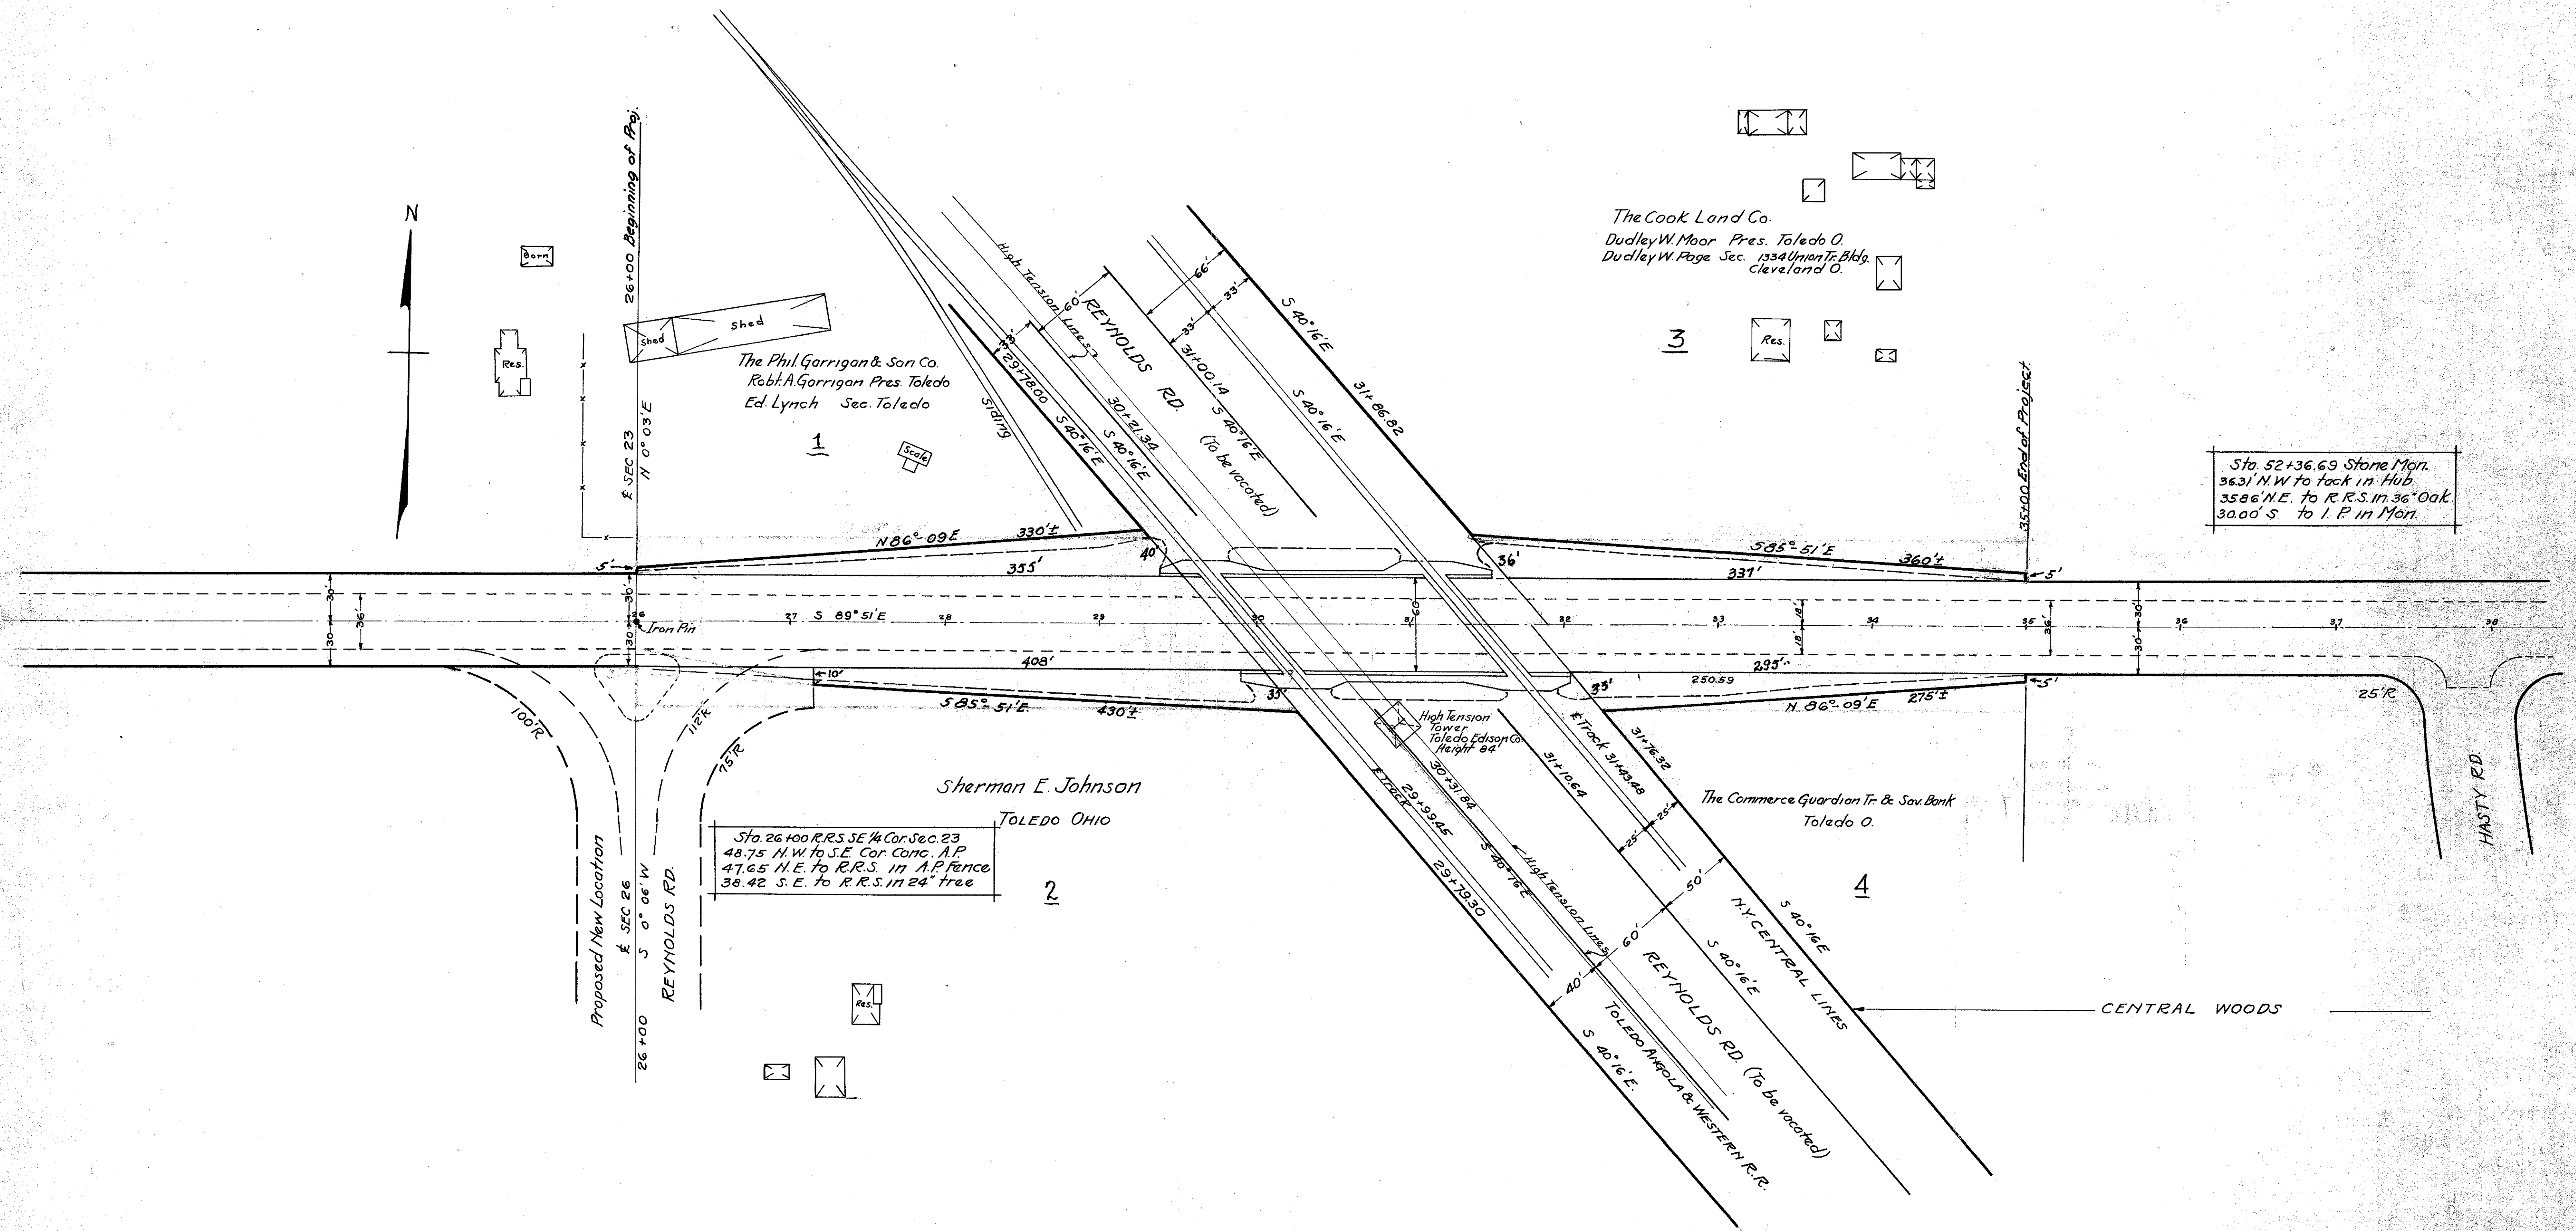 N
Barn
Res.
26+00 Beginning of Proj.
Shed
Shed
The Phil. Garrigan & Son Co.
Robt. A. Garrigan Pres. Toledo
Ed. Lynch Sec. Toledo
1
₵ SEC 23
N 0° 03' E
Scale
Siding
High Tension Lines
33'
60'
REYNOLDS RD.
(To be vacated)
66'
33'
33'
29+78.00
S 40° 16' E
30+21.34
S 40° 16' E
31+00.14
S 40° 16' E
S 40° 16' E
S 40° 16' E
31+86.82
The Cook Land Co.
Dudley W. Moor Pres. Toledo O.
Dudley W. Page Sec. 1334 Union Tr. Bldg.
Cleveland O.
3
Res.
35+00 End of Project
Sta. 52+36.69 Stone Mon.
36.31' N.W to tack in Hub
35.86' N.E. to R.R.S. in 36" Oak
30.00' S to I. P. in Mon.
5'
N 86° - 09 E 330'±
40'
355'
36'
S 85° - 51' E 360'±
337'
5'
30'
30'
36'
30'
30'
26
Iron Pin
27
S 89° 51' E
28
29
30
31
60'
32
33
18'
18'
34
35
36'
30'
30'
36
37
38
408'
10'
35'
S 85° - 51' E. 430'±
295'
250.59
33'
N 86° - 09' E 275'±
5'
25' R
HASTY RD.
100' R
112' R
75' R
High Tension
Tower
Toledo Edison Co.
Height 84'
₵ Track
29+99.45
30+31.84
S 40° 16' E
31+10.64
₵ Track 31+43.48
31+76.32
25'
25'
Sherman E. Johnson
TOLEDO OHIO
Sta. 26+00 R.R.S. SE ¼ Cor. Sec. 23
48.75 N.W. to S.E. Cor. Conc. A.P.
47.65 N.E. to R.R.S. in A.P. Fence
38.42 S.E. to R.R.S. in 24" tree
2
The Commerce Guardian Tr. & Sav. Bank
Toledo O.
4
29+79.30
High Tension Lines
50'
60'
40'
Proposed New Location
₵ SEC 26
S 0° 06' W
REYNOLDS RD.
26+00
Res.
S 40° 16' E.
TOLEDO ANGOLA & WESTERN R.R.
REYNOLDS RD. (To be vacated)
S 40° 16' E
N.Y. CENTRAL LINES
S 40° 16 E
CENTRAL WOODS